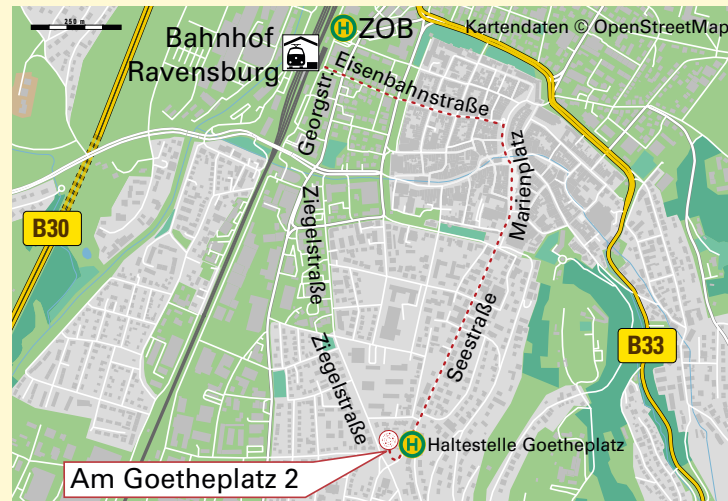 250 m
H ZOB
Kartendaten © OpenStreetMap
Bahnhof
Ravensburg
Eisenbahnstraße
Georgstr.
Marienplatz
B30
Ziegelstraße
Seestraße
B33
Ziegelstraße
H Haltestelle Goetheplatz
Am Goetheplatz 2